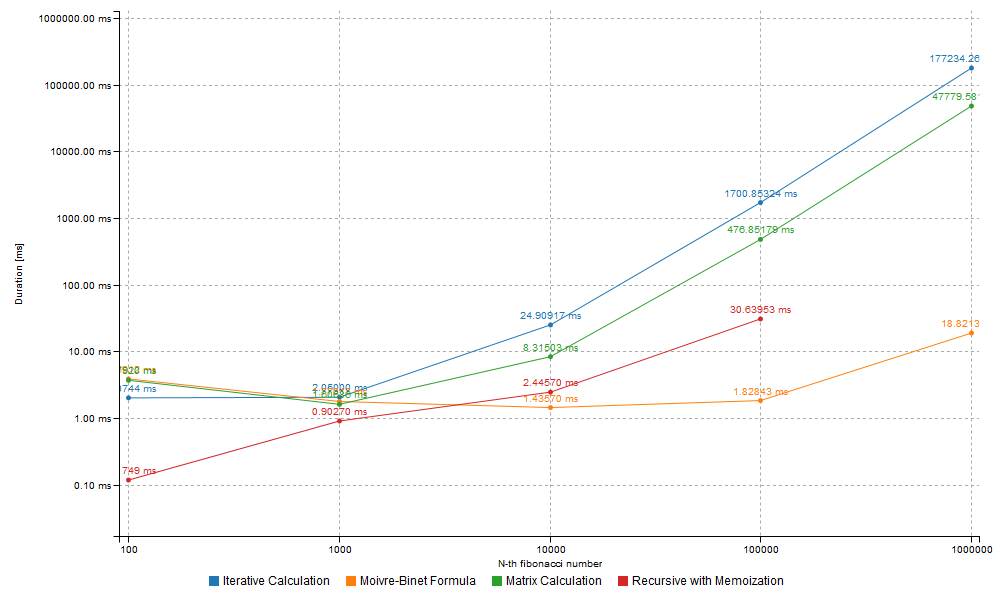 1000000.00 ms
177234.26
100000.00 ms
47779.58
10000.00 ms
1700.85324 ms
1000.00 ms
476.85179 ms
Duration [ms]
100.00 ms
30.63953 ms
24.90917 ms
18.8213
10.00 ms
8.31503 ms
744 ms
2.06000 ms
2.44570 ms
1.82843 ms
1.43570 ms
1.00 ms
0.90270 ms
749 ms
0.10 ms
100 1000 10000 100000 1000000
N-th fibonacci number
Iterative Calculation Moivre-Binet Formula Matrix Calculation Recursive with Memoization